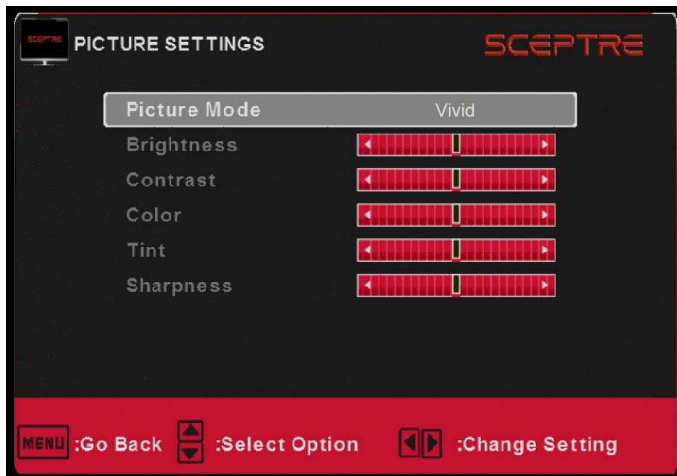 SCEPTRE
PICTURE SETTINGS
SCEPTRE
Picture Mode Vivid
Brightness
Contrast
Color
Tint
Sharpness
MENU :Go Back :Select Option :Change Setting